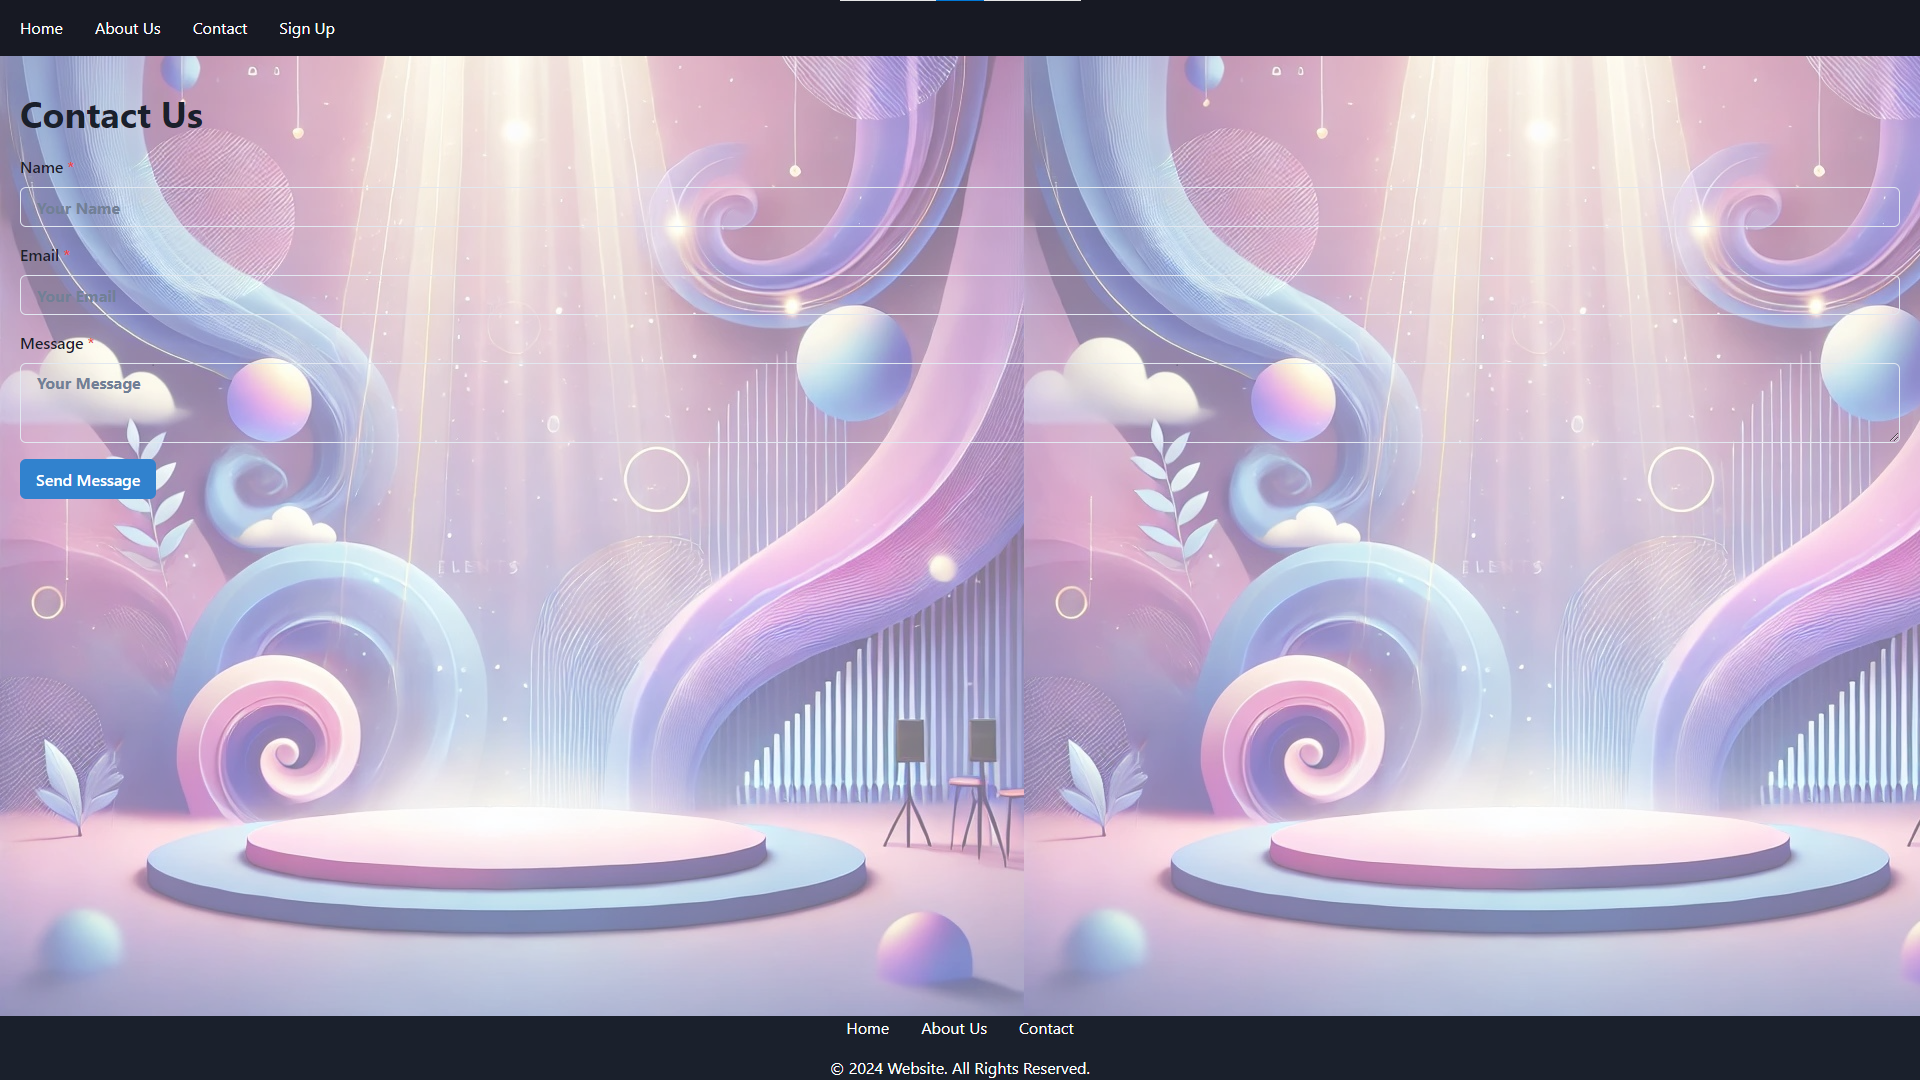 Home About Us Contact Sign Up
Contact Us
Name *
Your Name
Email *
Your Email
Message *
Your Message
Send Message
Home About Us Contact
© 2024 Website. All Rights Reserved.